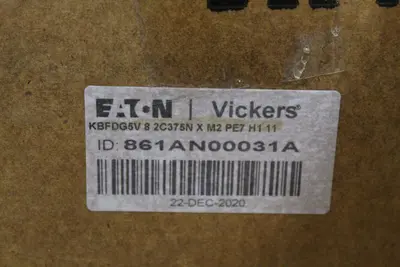 EATON | Vickers®
KBFDG5V 8 2C375N X M2 PE7 H1 11
ID: 861AN00031A
22-DEC-2020